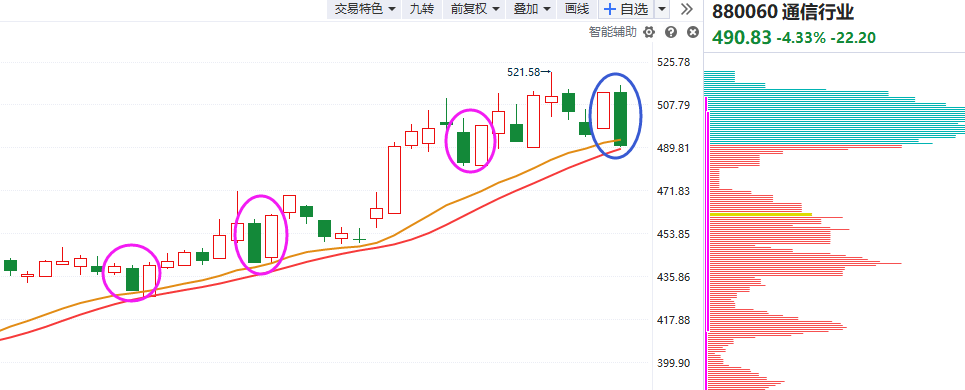 交易特色 九转 前复权 叠加 画线 自选
智能辅助
880060 通信行业
490.83 -4.33% -22.20
525.78
521.58
507.79
489.81
471.83
453.85
435.86
417.88
399.90